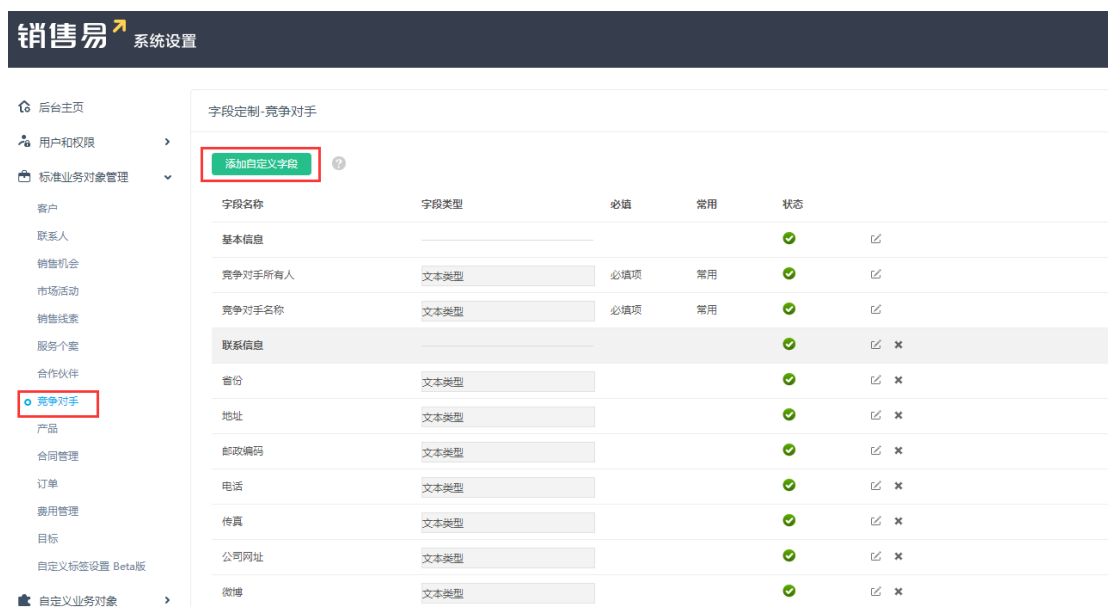 销售易 系统设置
后台主页
用户和权限
标准业务对象管理
客户
联系人
销售机会
市场活动
销售线索
服务个案
合作伙伴
竞争对手
产品
合同管理
订单
费用管理
目标
自定义标签设置 Beta版
自定义业务对象
字段定制-竞争对手
添加自定义字段 ?
字段名称 字段类型 必填 常用 状态
基本信息
竞争对手所有人 文本类型 必填项 常用
竞争对手名称 文本类型 必填项 常用
联系信息
省份 文本类型
地址 文本类型
邮政编码 文本类型
电话 文本类型
传真 文本类型
公司网址 文本类型
微博 文本类型